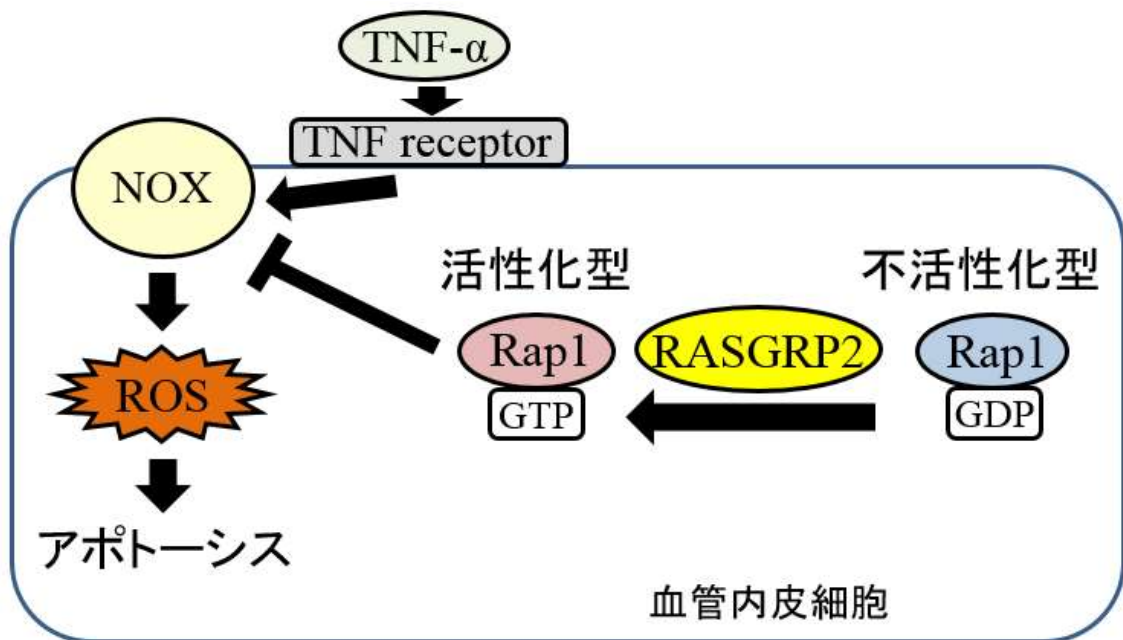 TNF-α
TNF receptor
NOX
活性化型
不活性化型
Rap1
RASGRP2
Rap1
GTP
GDP
ROS
アポトーシス
血管内皮細胞